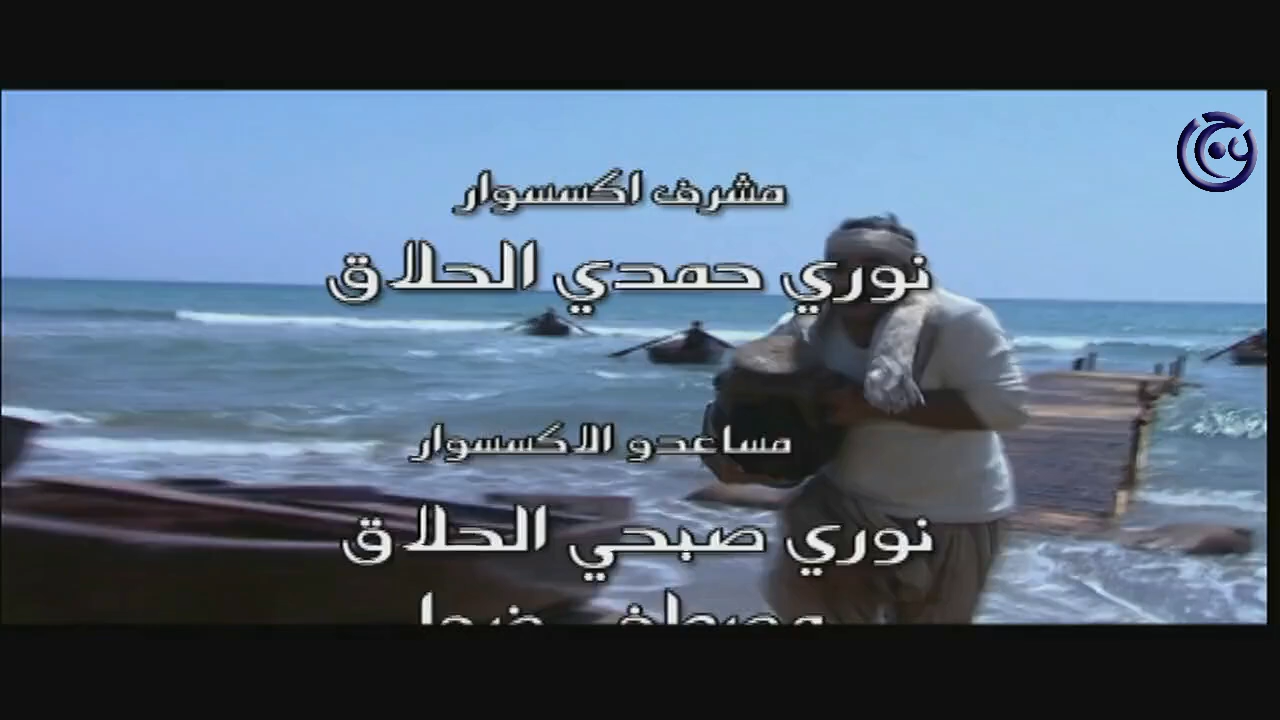 مشرف اكسسوار
نوري حمدي الحلاق
مساعدو الاكسسوار
نوري صبحي الحلاق